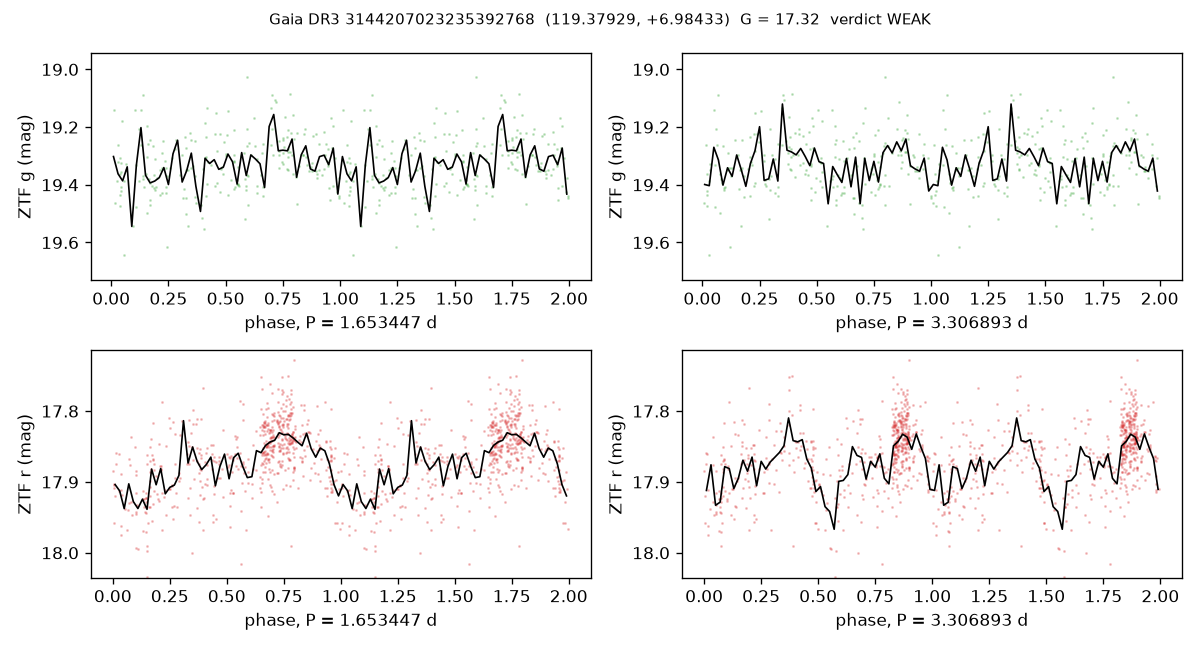 Gaia DR3 3144207023235392768 (119.37929, +6.98433) G = 17.32 verdict WEAK
ZTF g (mag)
19.0
19.2
19.4
19.6
0.00 0.25 0.50 0.75 1.00 1.25 1.50 1.75 2.00
phase, P = 1.653447 d
ZTF g (mag)
19.0
19.2
19.4
19.6
0.00 0.25 0.50 0.75 1.00 1.25 1.50 1.75 2.00
phase, P = 3.306893 d
ZTF r (mag)
17.8
17.9
18.0
0.00 0.25 0.50 0.75 1.00 1.25 1.50 1.75 2.00
phase, P = 1.653447 d
ZTF r (mag)
17.8
17.9
18.0
0.00 0.25 0.50 0.75 1.00 1.25 1.50 1.75 2.00
phase, P = 3.306893 d